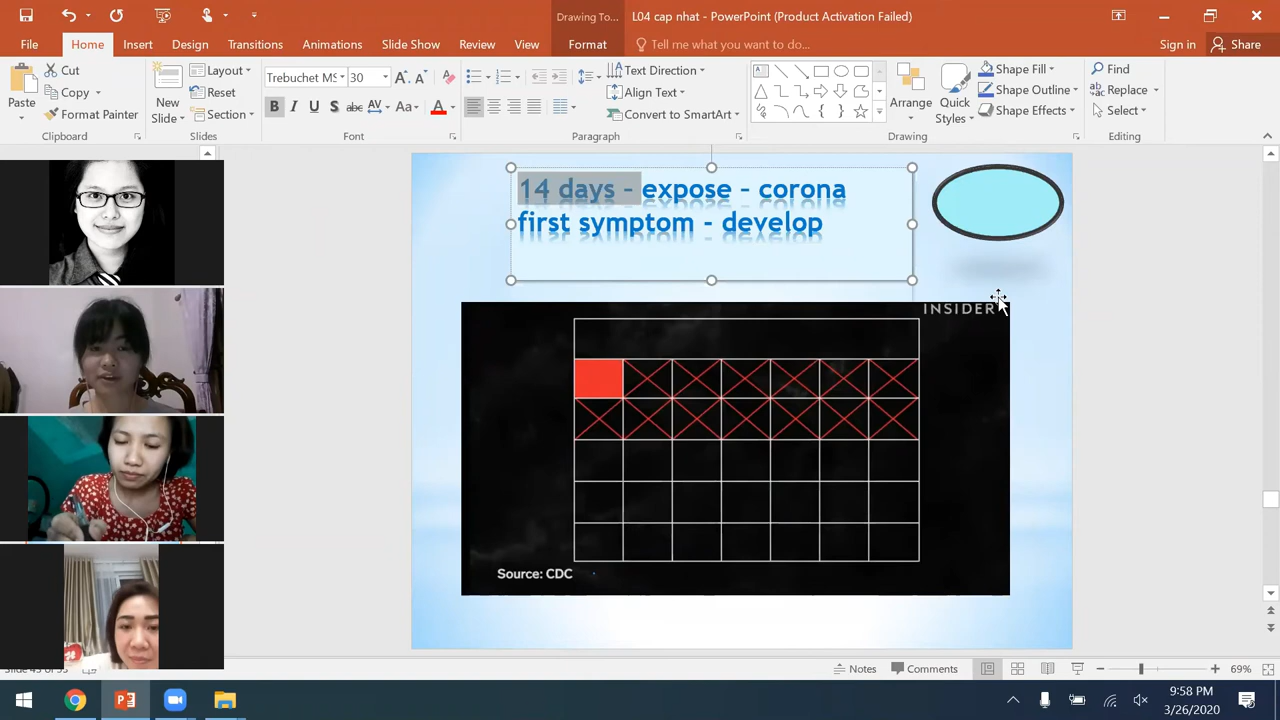 Drawing To...
L04 cap nhat - PowerPoint (Product Activation Failed)
File
Home
Insert
Design
Transitions
Animations
Slide Show
Review
View
Format
Tell me what you want to do...
Sign in
Share
Paste
Cut
Copy
Format Painter
Clipboard
New
Slide
Layout
Reset
Section
Slides
Trebuchet MS
30
B I U S abc AV Aa A
Font
Text Direction
Align Text
Convert to SmartArt
Paragraph
Arrange
Quick
Styles
Shape Fill
Shape Outline
Shape Effects
Drawing
Find
Replace
Select
Editing
14 days - expose - corona
first symptom - develop
INSIDER
Source: CDC
Notes
Comments
69%
9:58 PM
3/26/2020